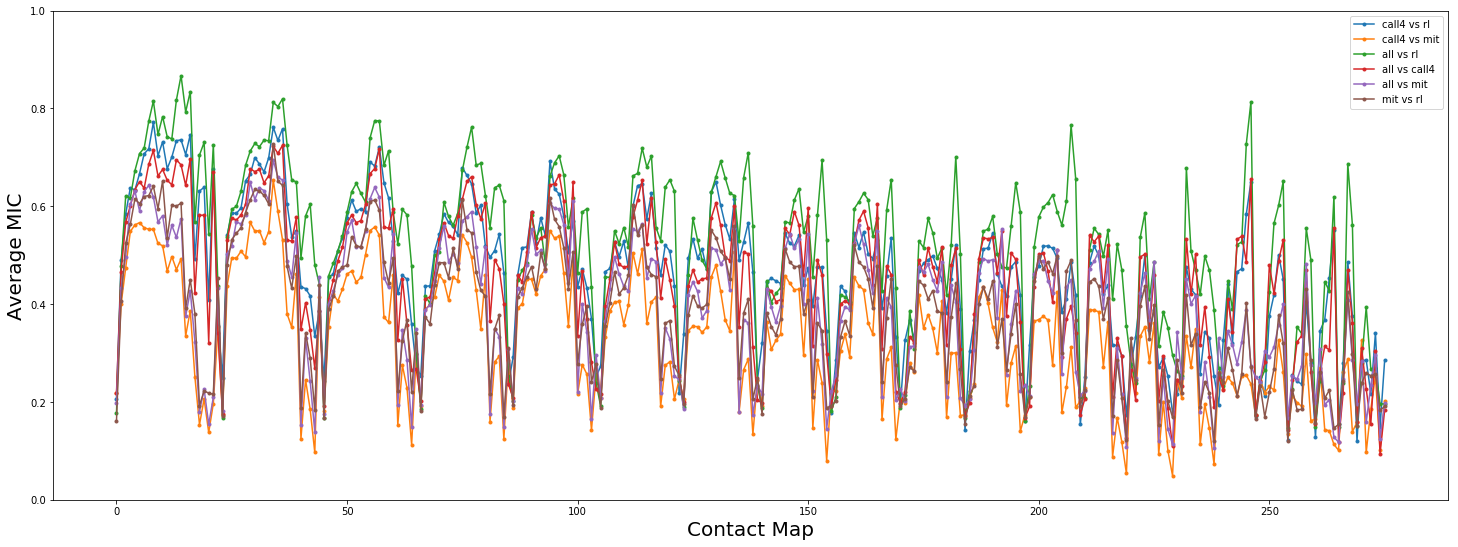 1.0
0.8
0.6
0.4
0.2
0.0
Average MIC
0
50
100
150
200
250
Contact Map
call4 vs rl
call4 vs mit
all vs rl
all vs call4
all vs mit
mit vs rl